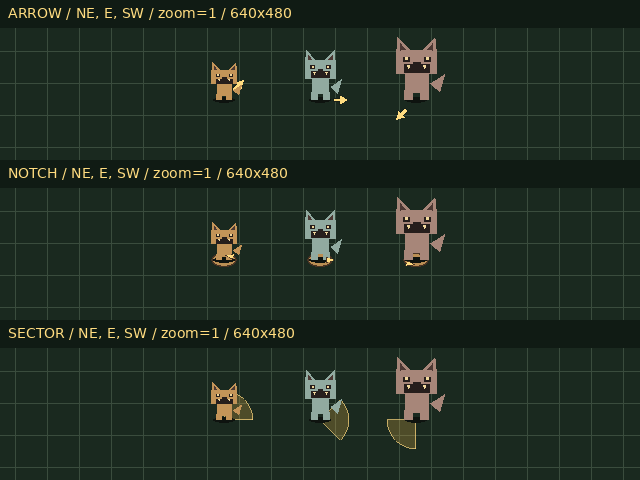 ARROW / NE, E, SW / zoom=1 / 640x480
NOTCH / NE, E, SW / zoom=1 / 640x480
SECTOR / NE, E, SW / zoom=1 / 640x480